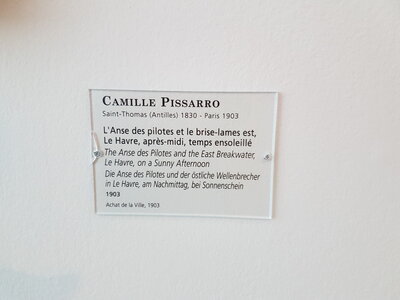 CAMILLE PISSARRO
Saint-Thomas (Antilles) 1830 - Paris 1903
L'Anse des pilotes et le brise-lames est,
Le Havre, après-midi, temps ensoleillé
The Anse des Pilotes and the East Breakwater,
Le Havre, on a Sunny Afternoon
Die Anse des Pilotes und der östliche Wellenbrecher
in Le Havre, am Nachmittag, bei Sonnenschein
1903
Achat de la Ville, 1903